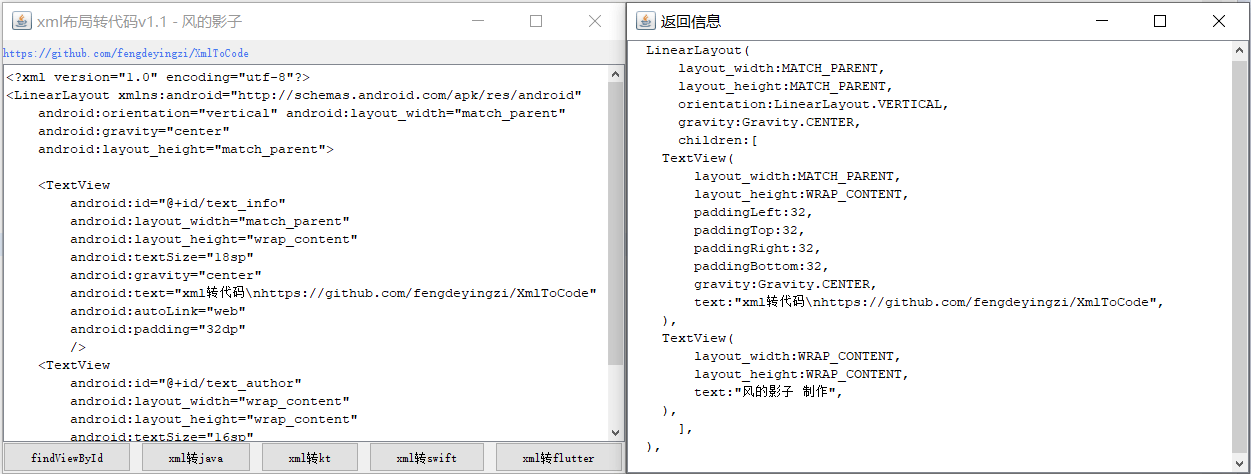 xml布局转代码v1.1 - 风的影子
https://github.com/fengdeyingzi/XmlToCode
<?xml version="1.0" encoding="utf-8"?>
<LinearLayout xmlns:android="http://schemas.android.com/apk/res/android"
    android:orientation="vertical" android:layout_width="match_parent"
    android:gravity="center"
    android:layout_height="match_parent">
    <TextView
        android:id="@+id/text_info"
        android:layout_width="match_parent"
        android:layout_height="wrap_content"
        android:textSize="18sp"
        android:gravity="center"
        android:text="xml转代码\nhttps://github.com/fengdeyingzi/XmlToCode"
        android:autoLink="web"
        android:padding="32dp"
        />
    <TextView
        android:id="@+id/text_author"
        android:layout_width="wrap_content"
        android:layout_height="wrap_content"
        android:textSize="16sp"
findViewById
xml转java
xml转kt
xml转swift
xml转flutter
返回信息
LinearLayout(
    layout_width:MATCH_PARENT,
    layout_height:MATCH_PARENT,
    orientation:LinearLayout.VERTICAL,
    gravity:Gravity.CENTER,
    children:[
  TextView(
      layout_width:MATCH_PARENT,
      layout_height:WRAP_CONTENT,
      paddingLeft:32,
      paddingTop:32,
      paddingRight:32,
      paddingBottom:32,
      gravity:Gravity.CENTER,
      text:"xml转代码\nhttps://github.com/fengdeyingzi/XmlToCode",
  ),
  TextView(
      layout_width:WRAP_CONTENT,
      layout_height:WRAP_CONTENT,
      text:"风的影子 制作",
  ),
    ],
),